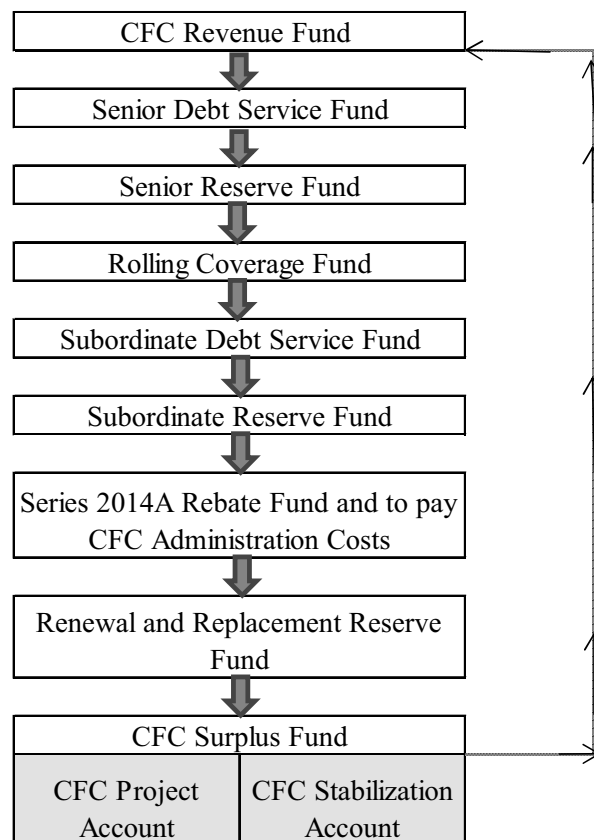 CFC Revenue Fund
Senior Debt Service Fund
Senior Reserve Fund
Rolling Coverage Fund
Subordinate Debt Service Fund
Subordinate Reserve Fund
Series 2014A Rebate Fund and to pay
CFC Administration Costs
Renewal and Replacement Reserve
Fund
CFC Surplus Fund
CFC Project
Account
CFC Stabilization
Account